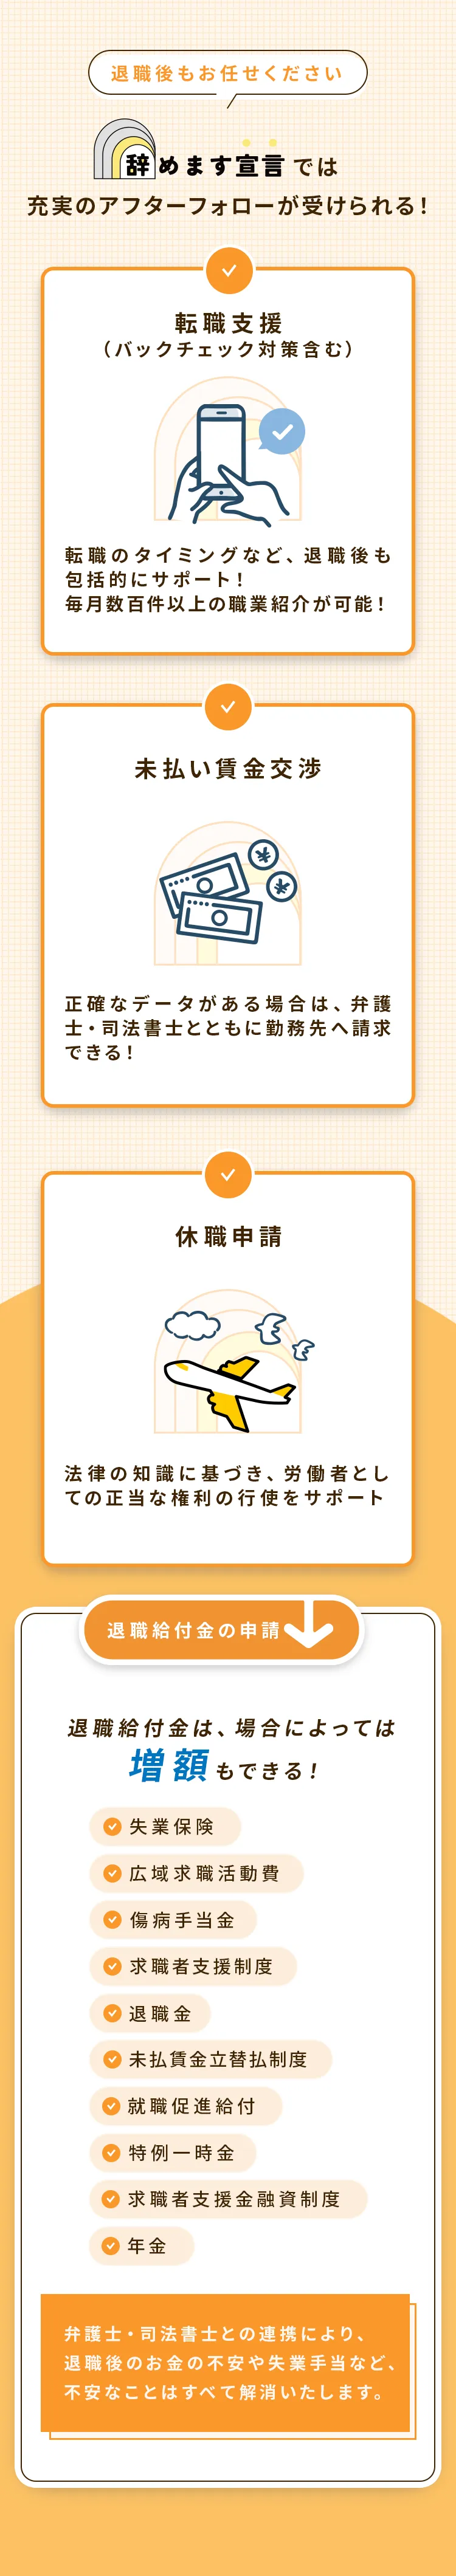 退職後もお任せください
辞めます宣言では
充実のアフターフォローが受けられる！
転職支援
（バックチェック対策含む）
転職のタイミングなど、退職後も
包括的にサポート！
毎月数百件以上の職業紹介が可能！
未払い賃金交渉
正確なデータがある場合は、弁護
士・司法書士とともに勤務先へ請求
できる！
休職申請
法律の知識に基づき、労働者とし
ての正当な権利の行使をサポート
退職給付金の申請
退職給付金は、場合によっては
増額もできる！
失業保険
広域求職活動費
傷病手当金
求職者支援制度
退職金
未払賃金立替払制度
就職促進給付
特例一時金
求職者支援金融資制度
年金
弁護士・司法書士との連携により、
退職後のお金の不安や失業手当など、
不安なことはすべて解消いたします。